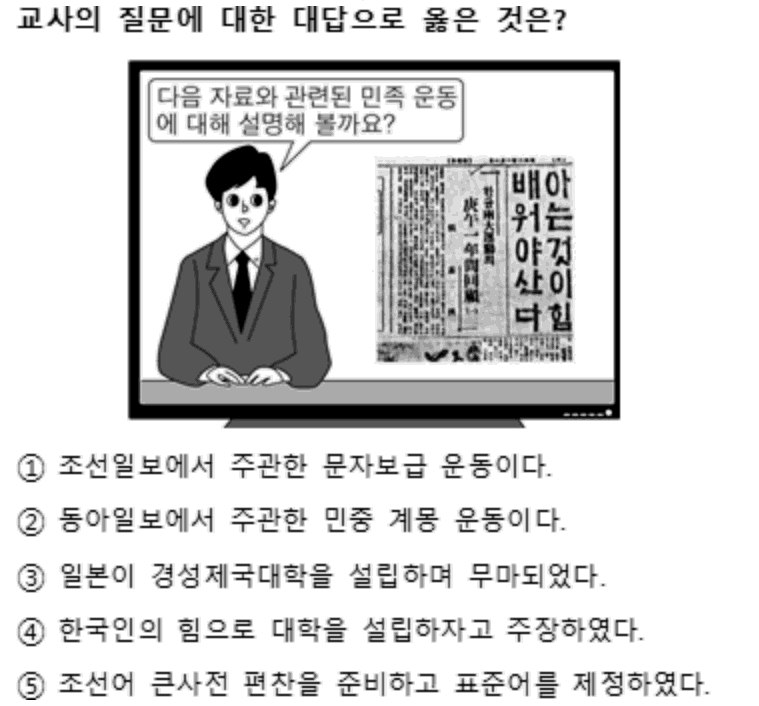 교사의 질문에 대한 대답으로 옳은 것은?
다음 자료와 관련된 민족 운동
에 대해 설명해 볼까요?
아는것이힘
배워야산다
庚午一年間回顧
① 조선일보에서 주관한 문자보급 운동이다.
② 동아일보에서 주관한 민중 계몽 운동이다.
③ 일본이 경성제국대학을 설립하며 무마되었다.
④ 한국인의 힘으로 대학을 설립하자고 주장하였다.
⑤ 조선어 큰사전 편찬을 준비하고 표준어를 제정하였다.